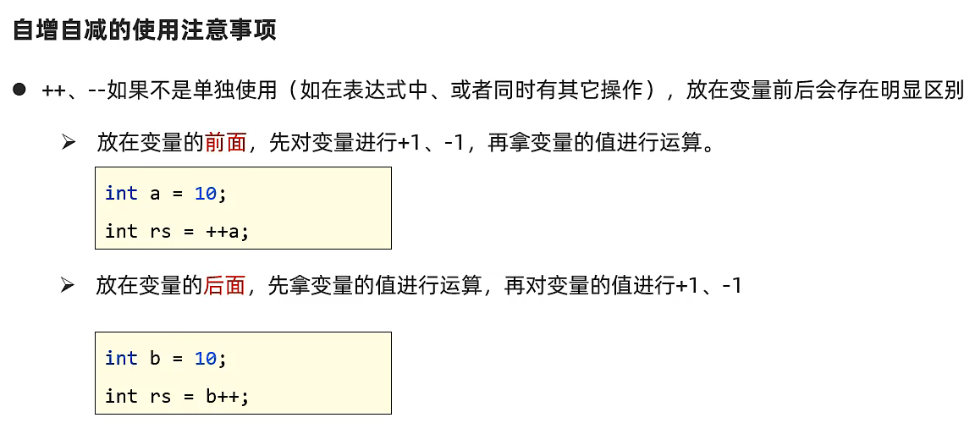 自增自减的使用注意事项
● ++、--如果不是单独使用（如在表达式中、或者同时有其它操作），放在变量前后会存在明显区别
➢ 放在变量的前面，先对变量进行+1、-1，再拿变量的值进行运算。
int a = 10;
int rs = ++a;
➢ 放在变量的后面，先拿变量的值进行运算，再对变量的值进行+1、-1
int b = 10;
int rs = b++;